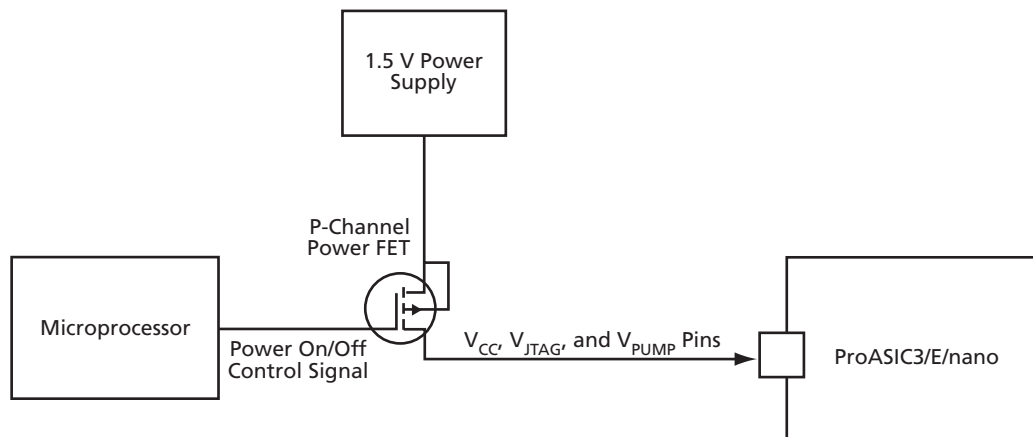 1.5 V Power
Supply
P-Channel
Power FET
Microprocessor
Power On/Off
Control Signal
VCC, VJTAG, and VPUMP Pins
ProASIC3/E/nano